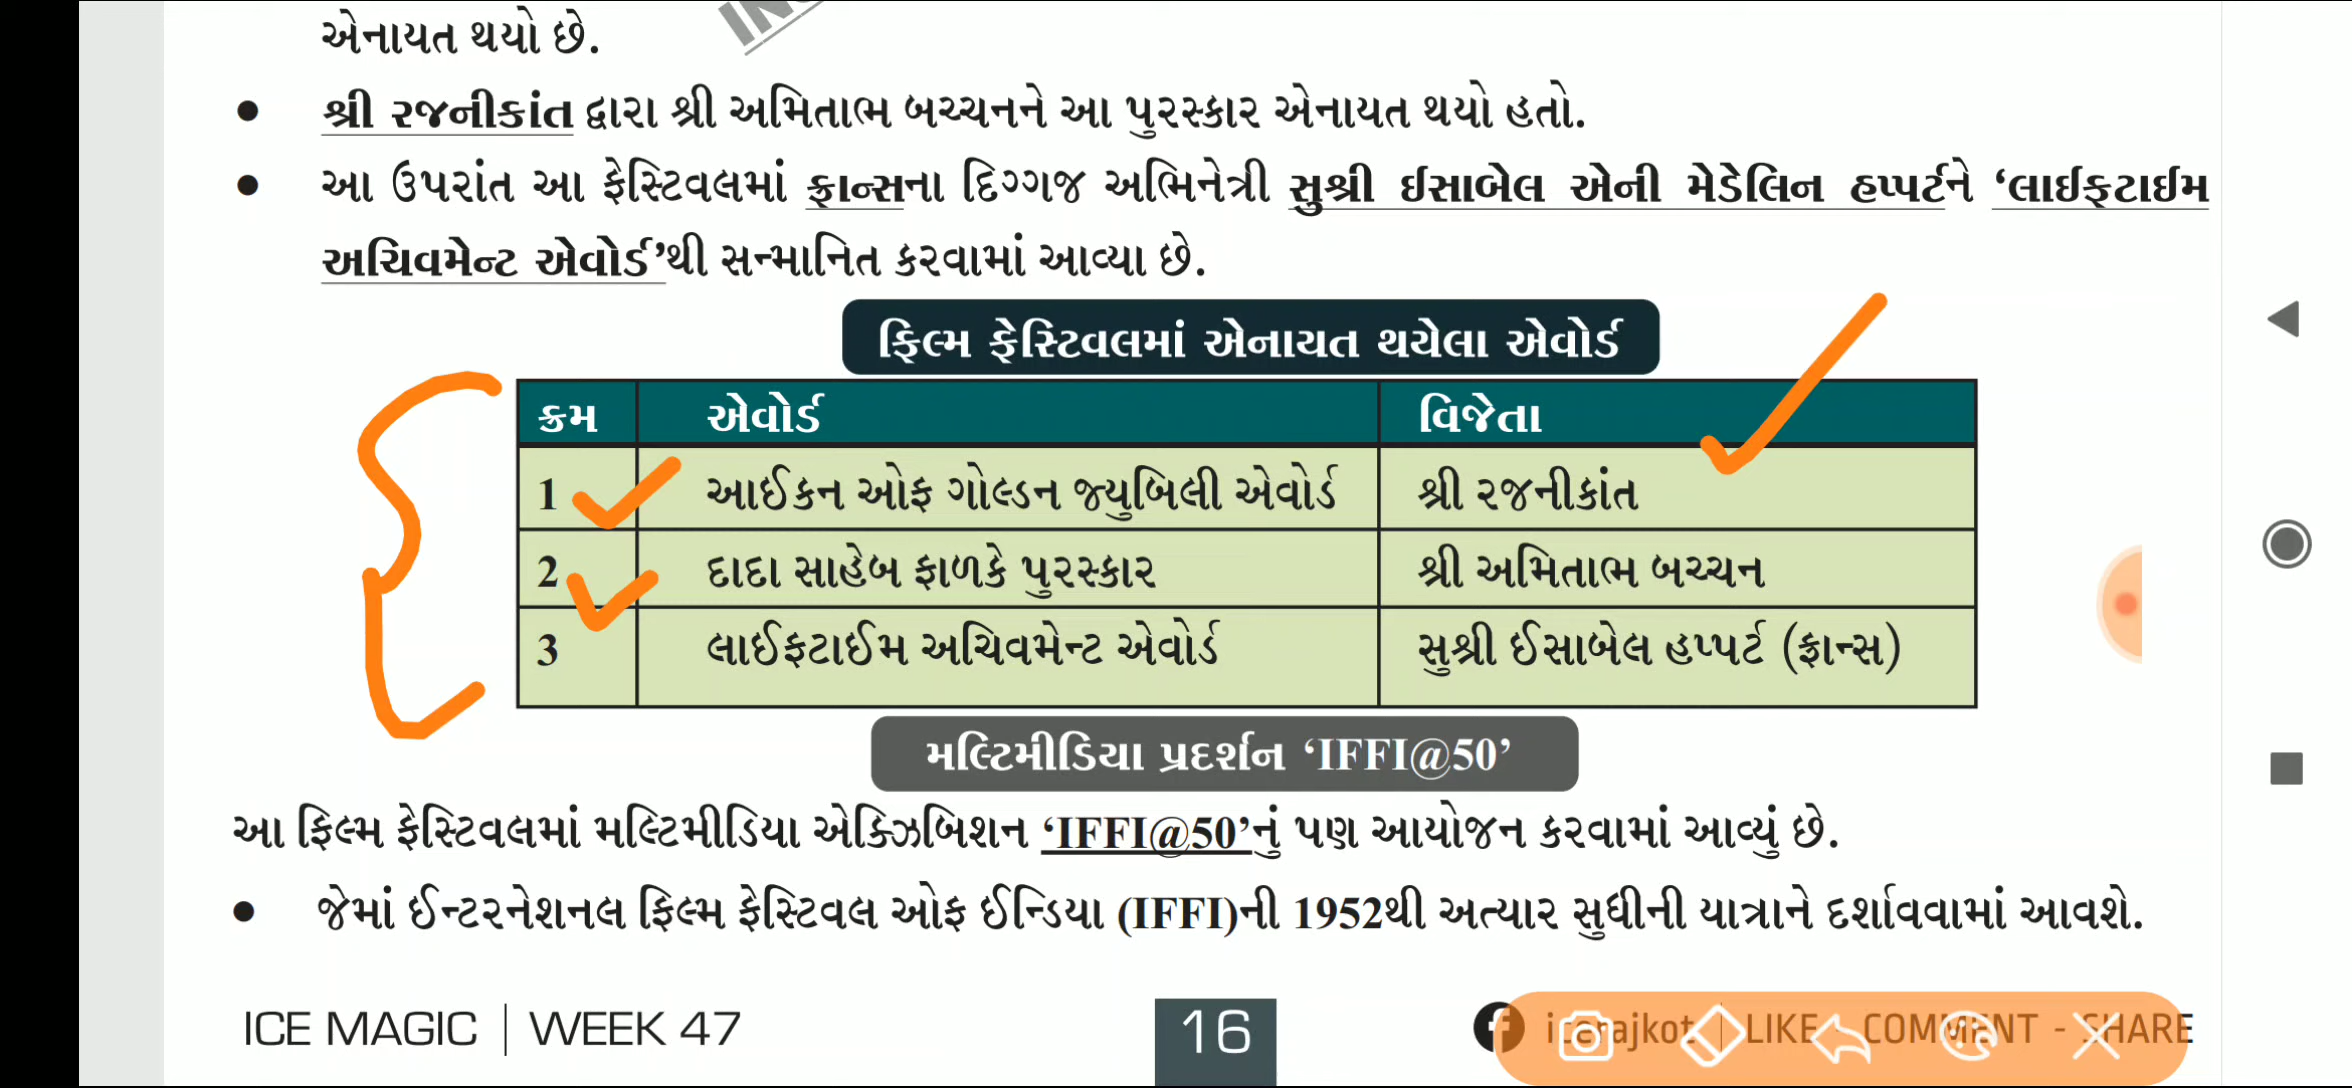 એનાયત થયો છે.
● શ્રી રજનીકાંત દ્વારા શ્રી અમિતાભ બચ્ચનને આ પુરસ્કાર એનાયત થયો હતો.
● આ ઉપરાંત આ ફેસ્ટિવલમાં ફ્રાન્સના દિગ્ગજ અભિનેત્રી સુશ્રી ઈસાબેલ એની મેડેલિન હપ્પર્ટને ‘લાઈફટાઈમ
અચિવમેન્ટ એવોર્ડ’થી સન્માનિત કરવામાં આવ્યા છે.
ફિલ્મ ફેસ્ટિવલમાં એનાયત થયેલા એવોર્ડ
ક્રમ એવોર્ડ વિજેતા
1 આઈકન ઓફ ગોલ્ડન જ્યુબિલી એવોર્ડ શ્રી રજનીકાંત
2 દાદા સાહેબ ફાળકે પુરસ્કાર શ્રી અમિતાભ બચ્ચન
3 લાઈફટાઈમ અચિવમેન્ટ એવોર્ડ સુશ્રી ઈસાબેલ હપ્પર્ટ (ફ્રાન્સ)
મલ્ટિમીડિયા પ્રદર્શન ‘IFFI@50’
આ ફિલ્મ ફેસ્ટિવલમાં મલ્ટિમીડિયા એક્ઝિબિશન ‘IFFI@50’નું પણ આયોજન કરવામાં આવ્યું છે.
● જેમાં ઈન્ટરનેશનલ ફિલ્મ ફેસ્ટિવલ ઓફ ઈન્ડિયા (IFFI)ની 1952થી અત્યાર સુધીની યાત્રાને દર્શાવવામાં આવશે.
ICE MAGIC | WEEK 47 16 icerajkot | LIKE - COMMENT - SHARE